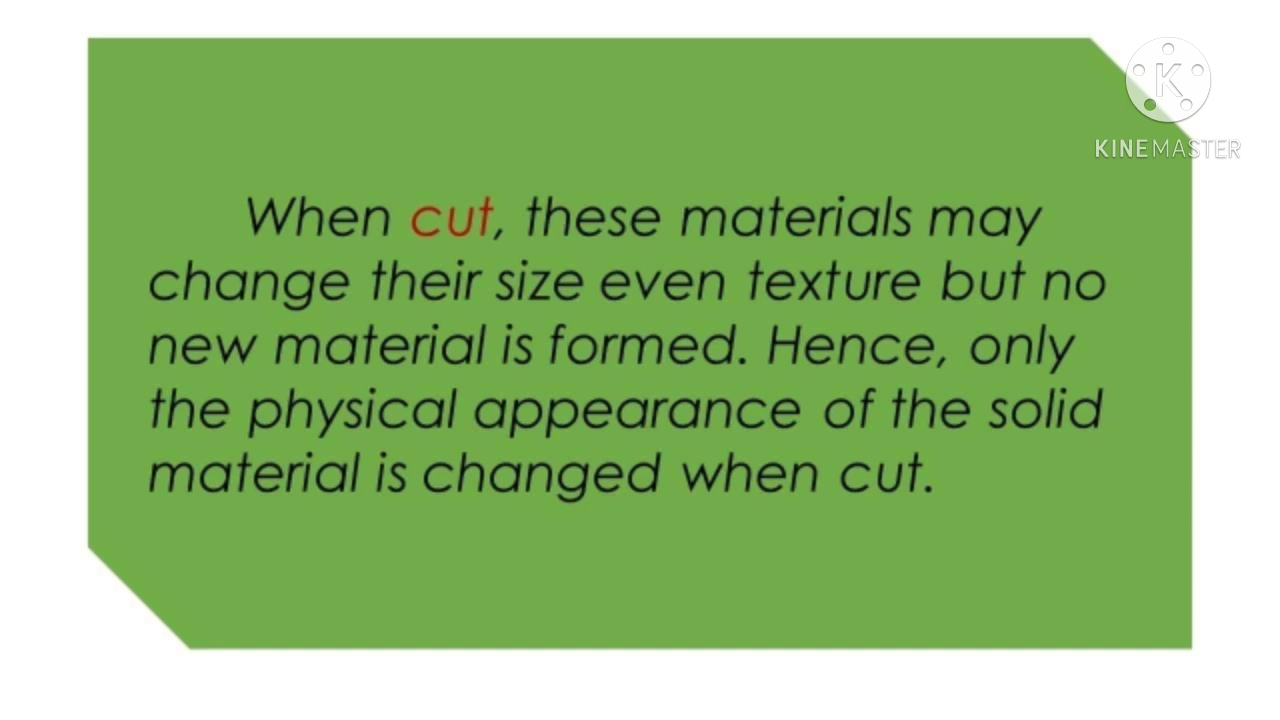 K
KINEMASTER
When cut, these materials may
change their size even texture but no
new material is formed. Hence, only
the physical appearance of the solid
material is changed when cut.